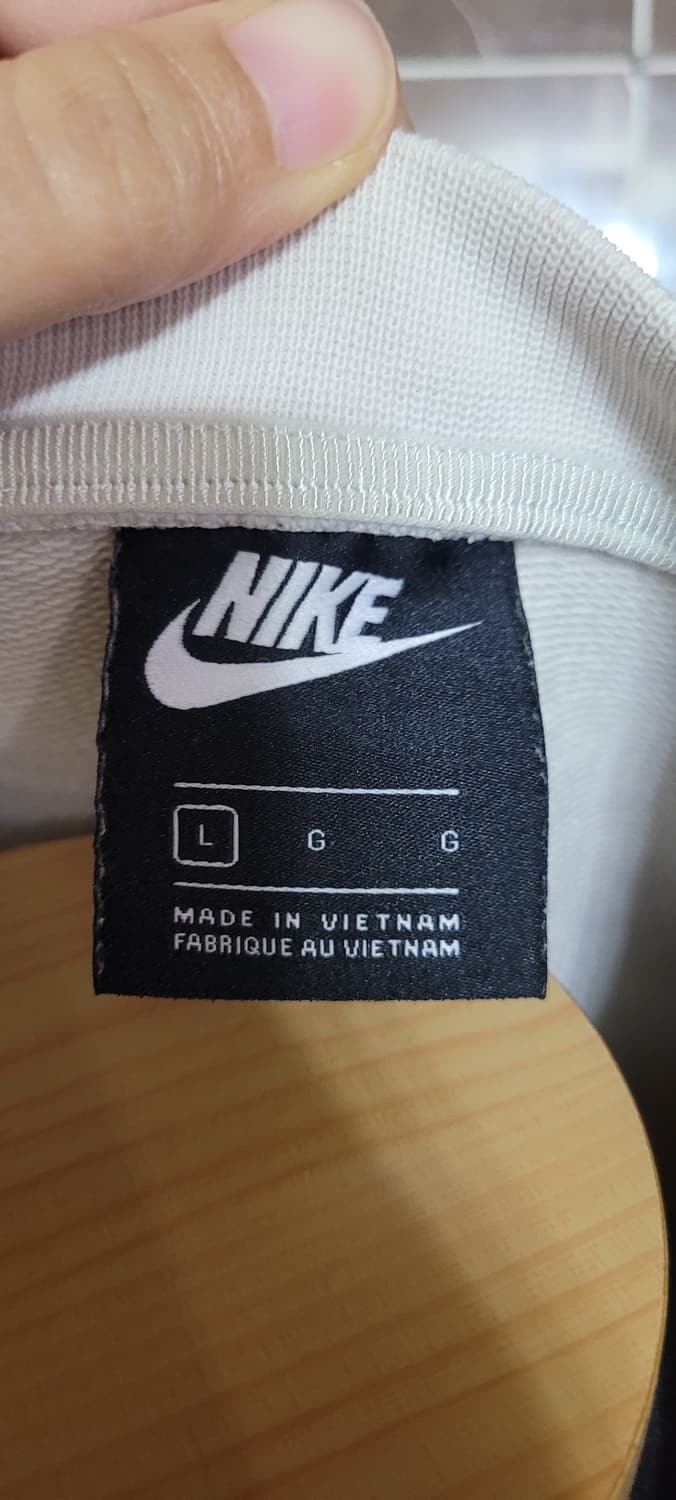 NIKE
L G G
MADE IN VIETNAM
FABRIQUE AU VIETNAM